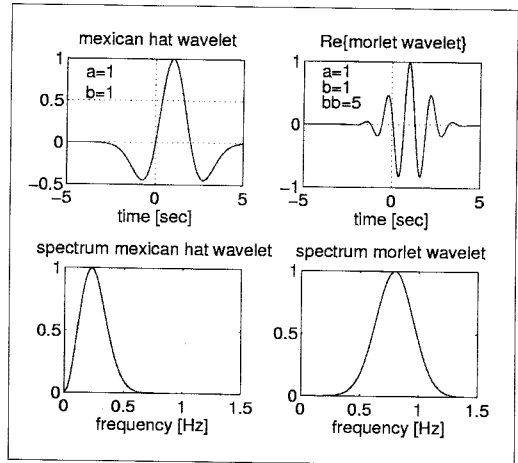 mexican hat wavelet
a=1
b=1
1
0.5
0
-0.5
-5
0
5
time [sec]
Re{morlet wavelet}
a=1
b=1
bb=5
1
0
-1
-5
0
5
time [sec]
spectrum mexican hat wavelet
1
0.5
0
0
0.5
1
1.5
frequency [Hz]
spectrum morlet wavelet
1
0.5
0
0
0.5
1
1.5
frequency [Hz]